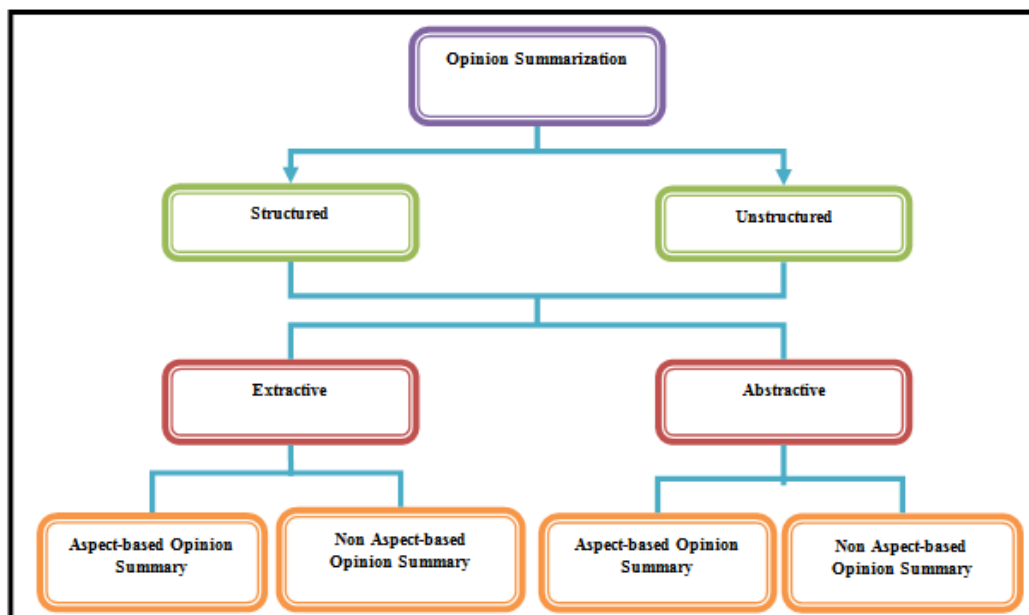 Opinion Summarization
Structured
Unstructured
Extractive
Abstractive
Aspect-based Opinion
Summary
Non Aspect-based
Opinion Summary
Aspect-based Opinion
Summary
Non Aspect-based
Opinion Summary